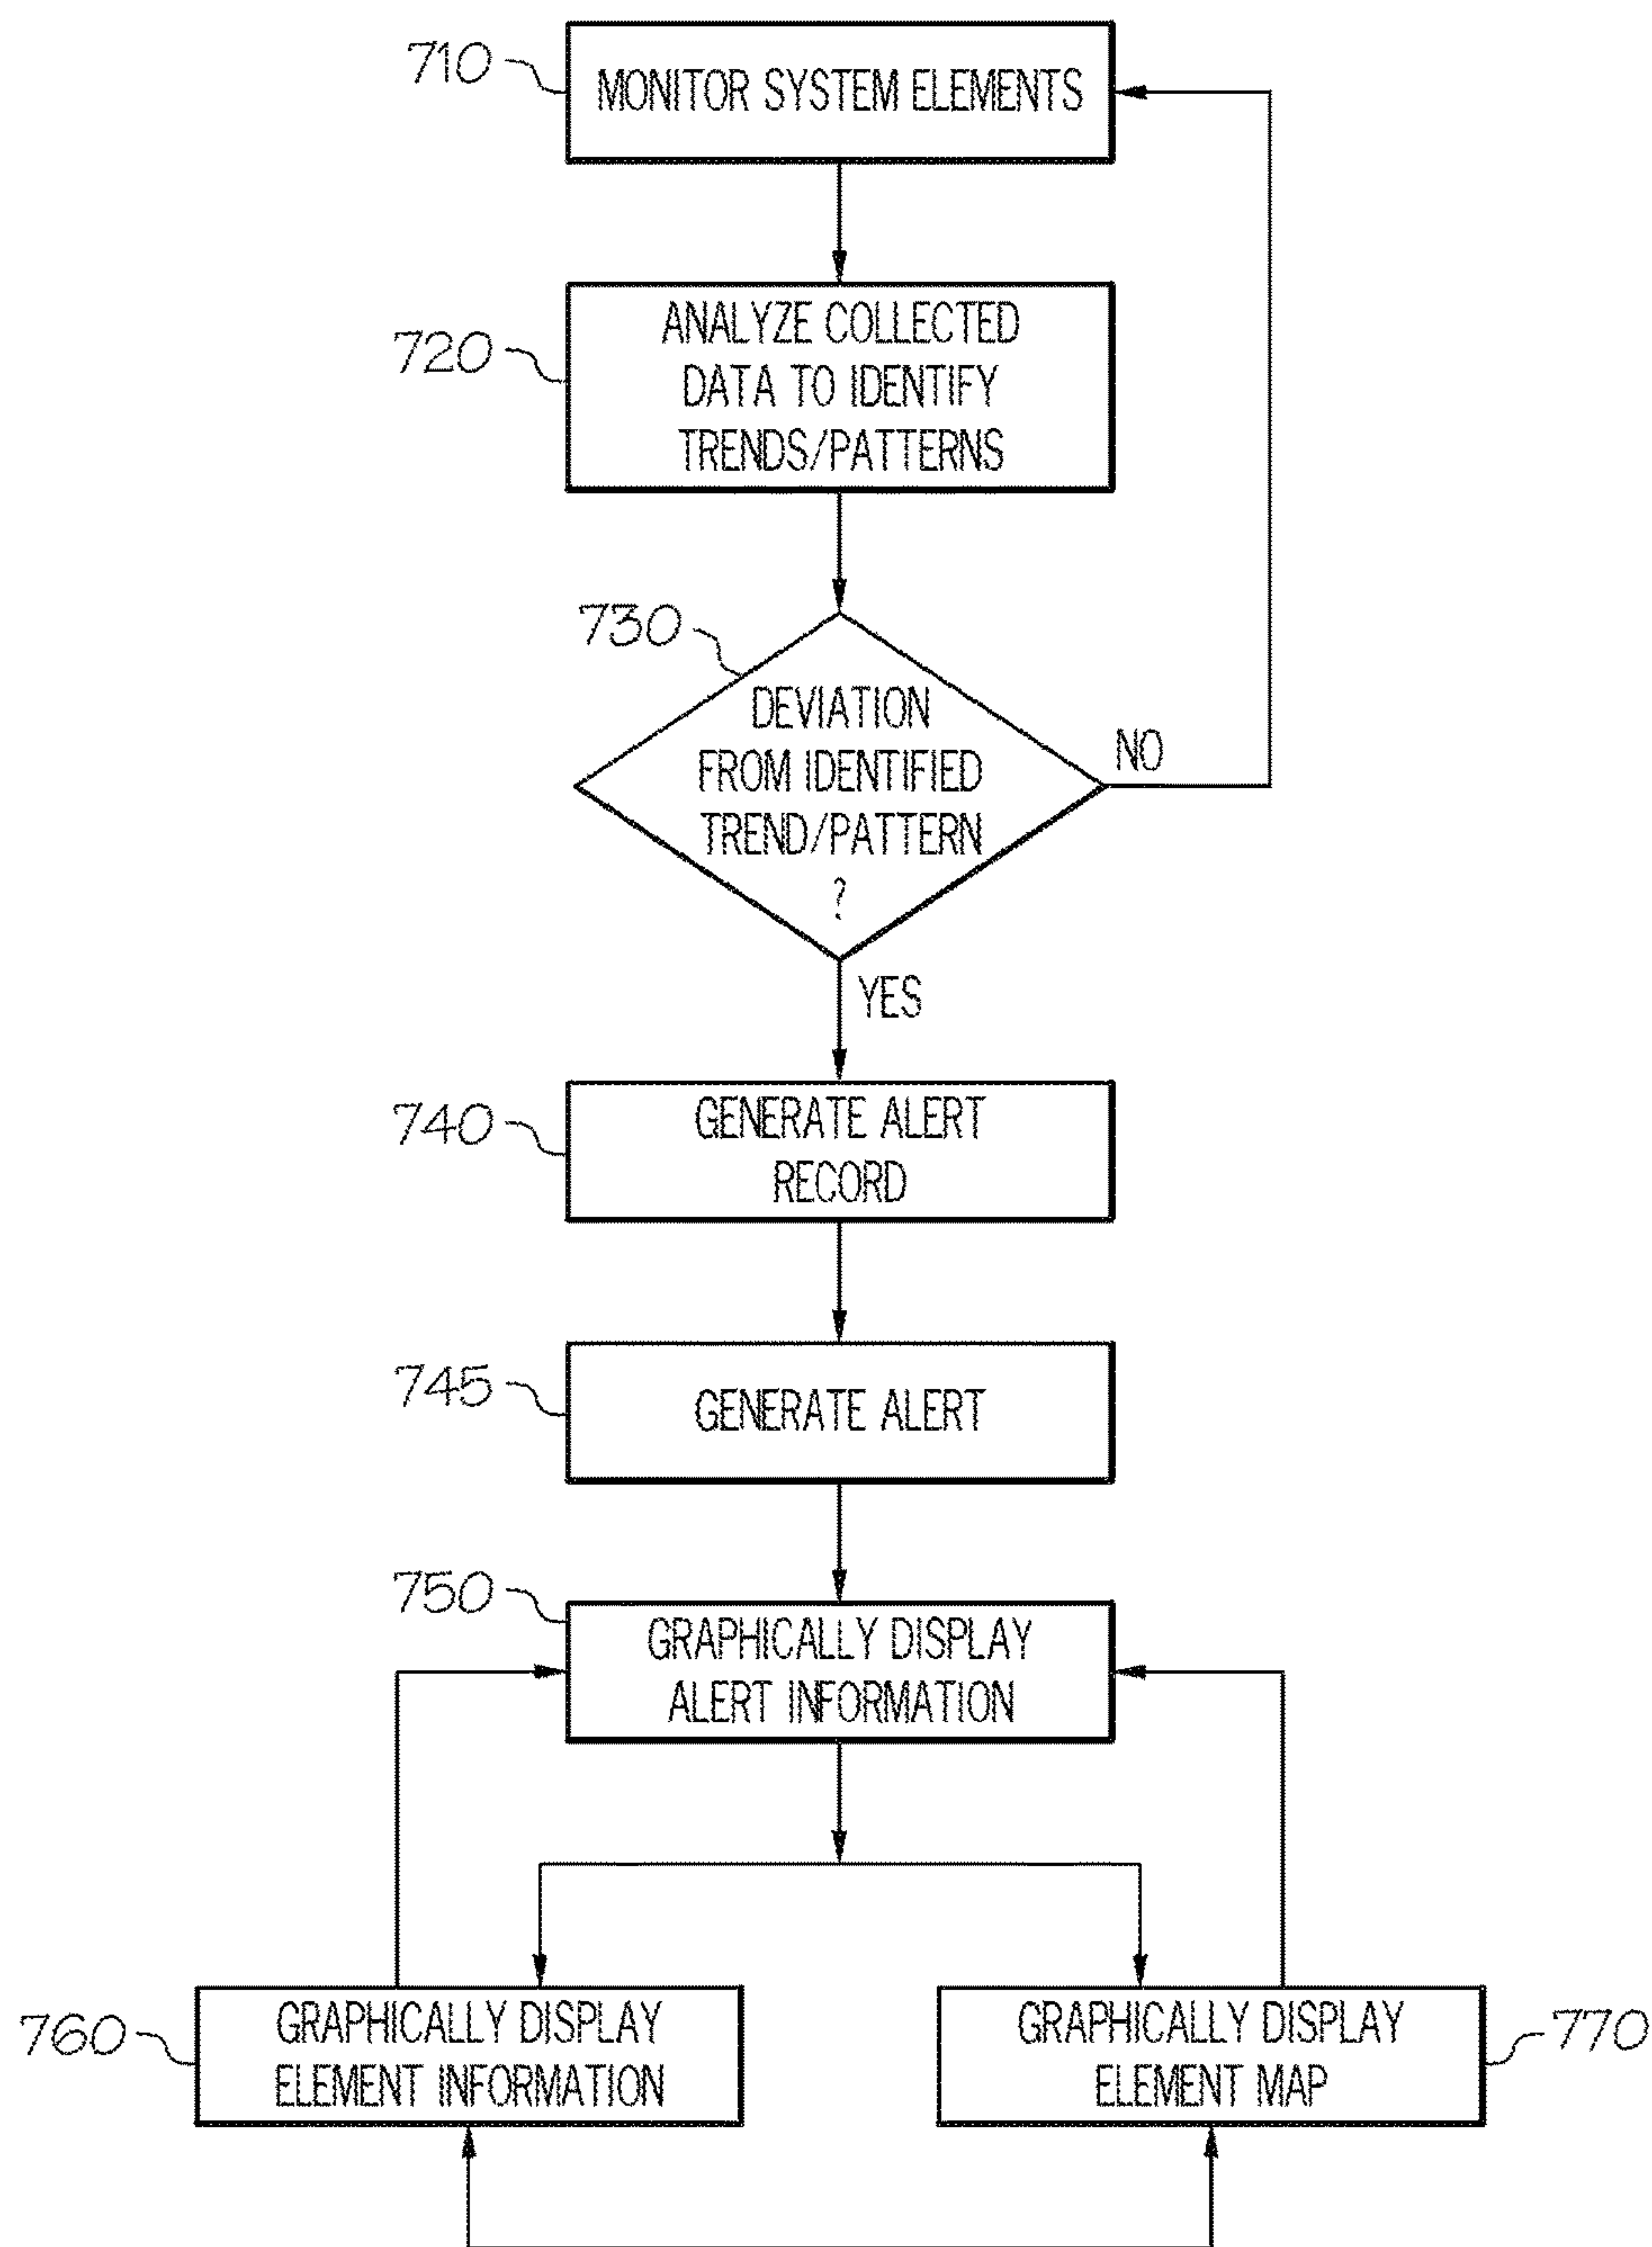 710
MONITOR SYSTEM ELEMENTS
720
ANALYZE COLLECTED
DATA TO IDENTIFY
TRENDS/PATTERNS
730
DEVIATION
FROM IDENTIFIED
TREND/PATTERN
?
NO
YES
740
GENERATE ALERT
RECORD
745
GENERATE ALERT
750
GRAPHICALLY DISPLAY
ALERT INFORMATION
760
GRAPHICALLY DISPLAY
ELEMENT INFORMATION
GRAPHICALLY DISPLAY
ELEMENT MAP
770